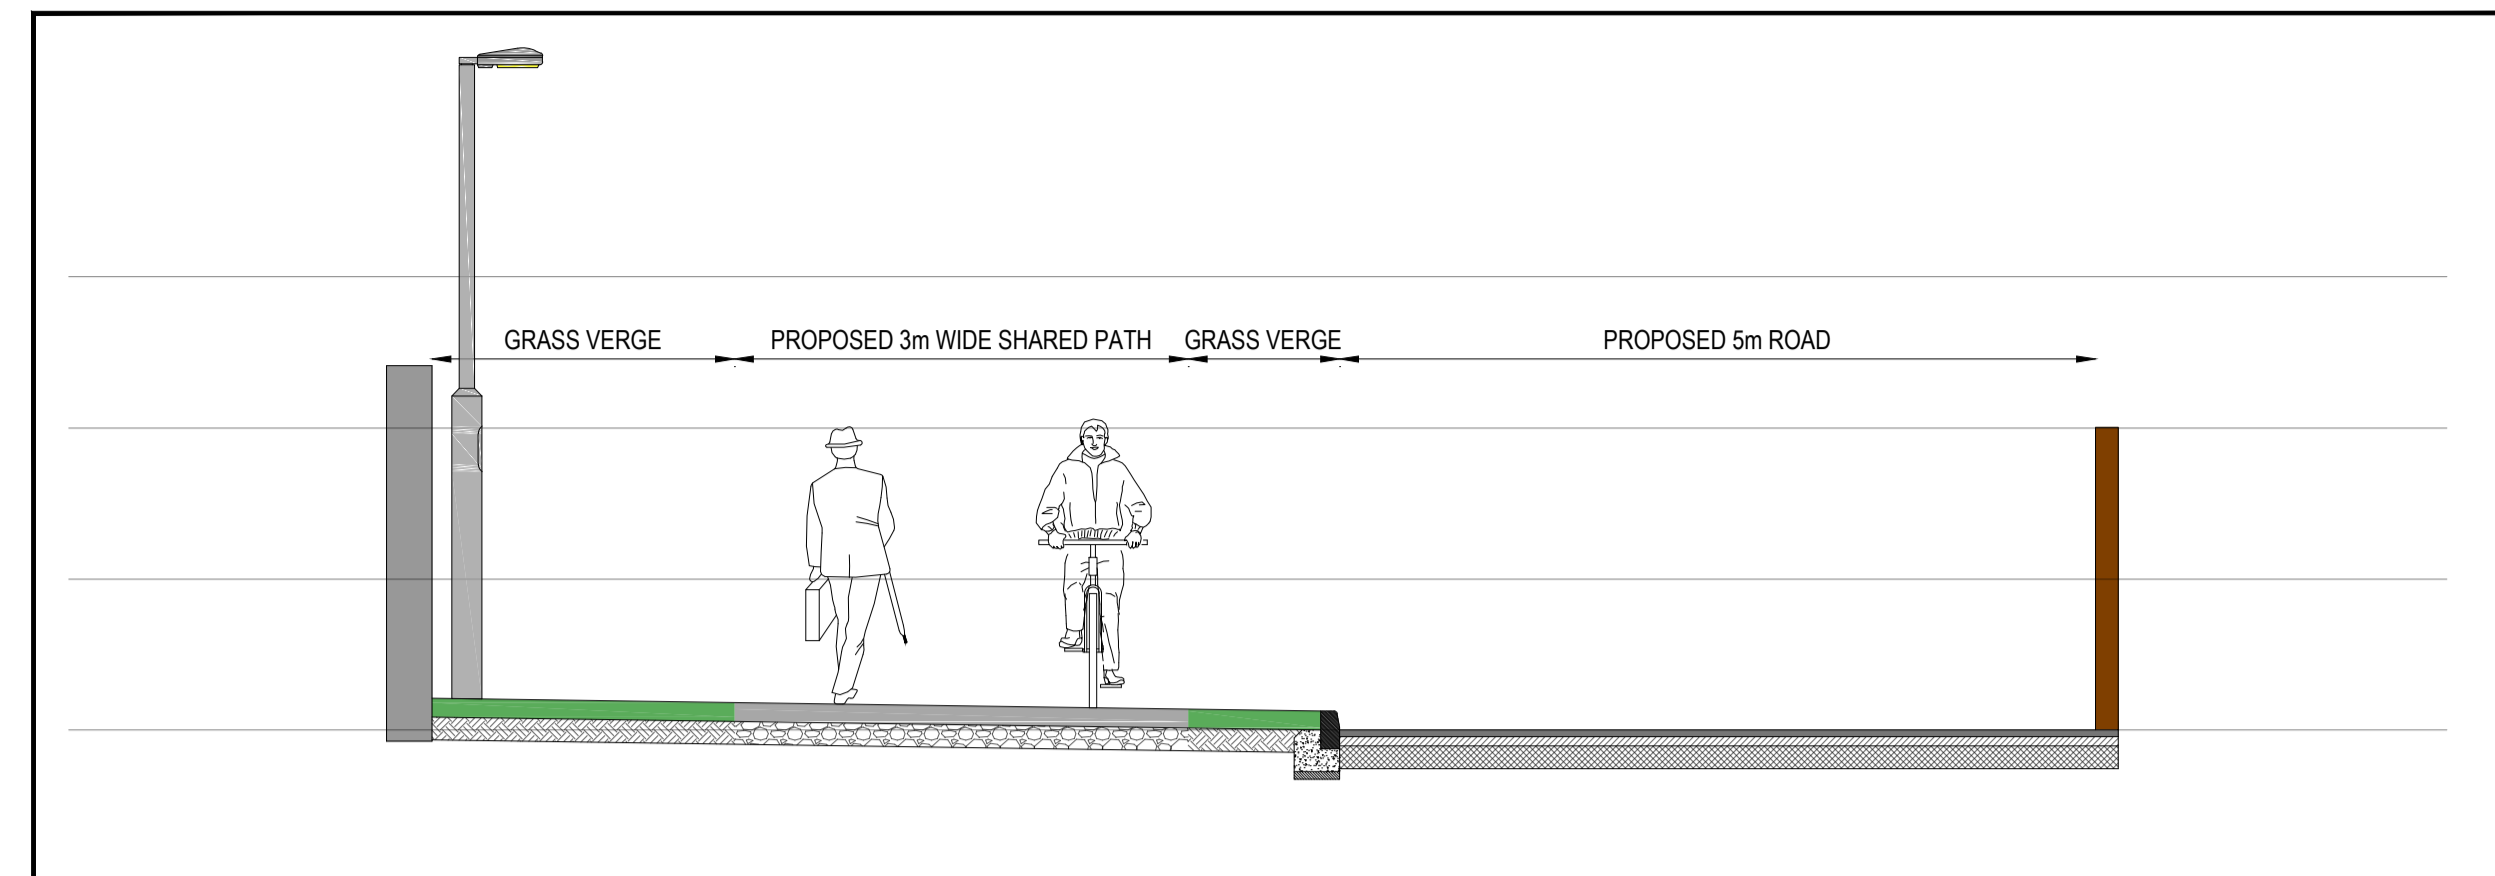 GRASS VERGE
PROPOSED 3m WIDE SHARED PATH
GRASS VERGE
PROPOSED 5m ROAD